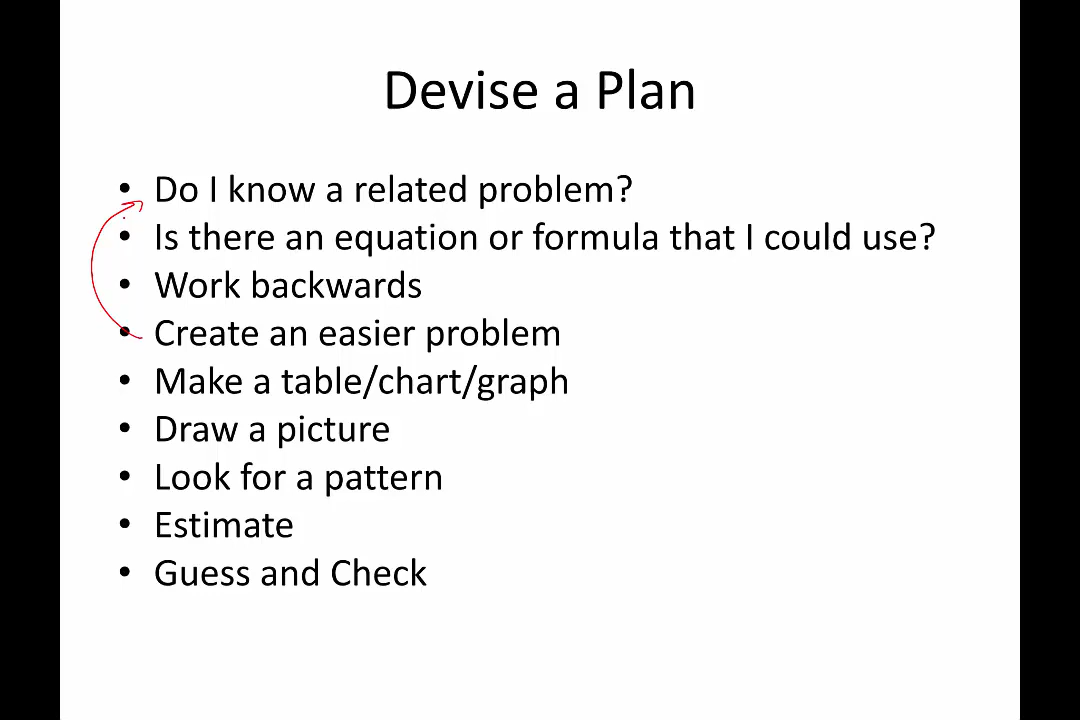 Devise a Plan
• Do I know a related problem?
• Is there an equation or formula that I could use?
• Work backwards
• Create an easier problem
• Make a table/chart/graph
• Draw a picture
• Look for a pattern
• Estimate
• Guess and Check